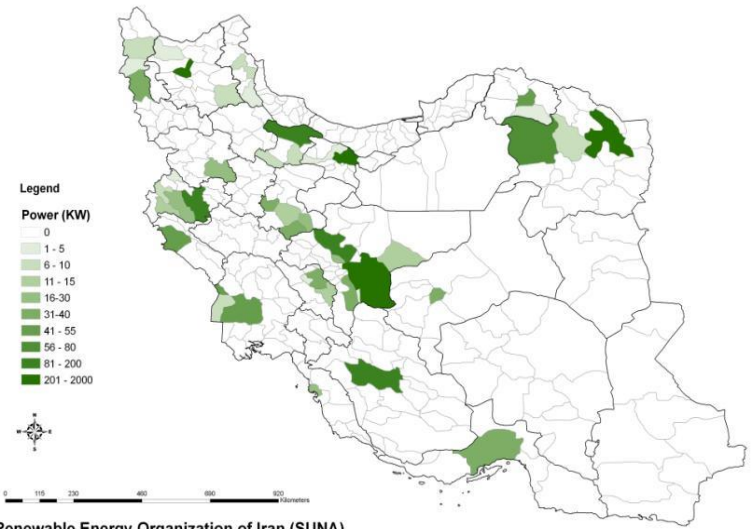 Legend
Power (KW)
0
1 - 5
6 - 10
11 - 15
16-30
31-40
41 - 55
56 - 80
81 - 200
201 - 2000
N
W E
S
0 115 230 460 690 920
Kilometers
Renewable Energy Organization of Iran (SUNA)